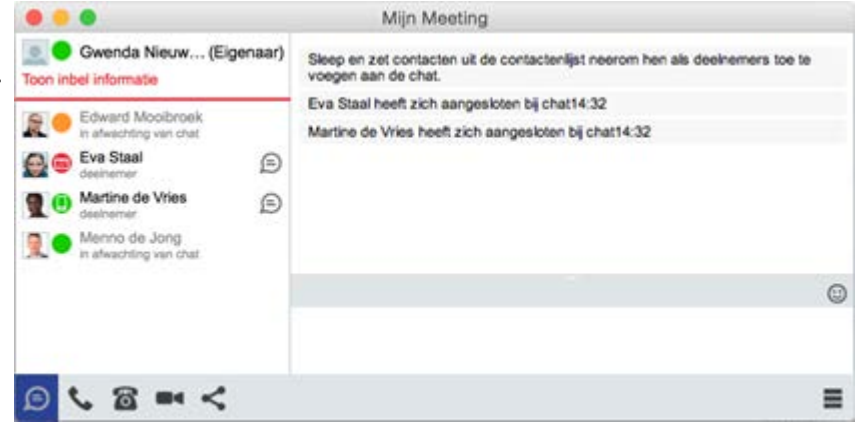 Mijn Meeting
Gwenda Nieuw... (Eigenaar)
Toon inbel informatie
Edward Mooibroek
in afwachting van chat
Eva Staal
deelnemer
Martine de Vries
deelnemer
Menno de Jong
in afwachting van chat
Sleep en zet contacten uit de contactenlijst neerom hen als deelnemers toe te
voegen aan de chat.
Eva Staal heeft zich aangesloten bij chat14:32
Martine de Vries heeft zich aangesloten bij chat14:32